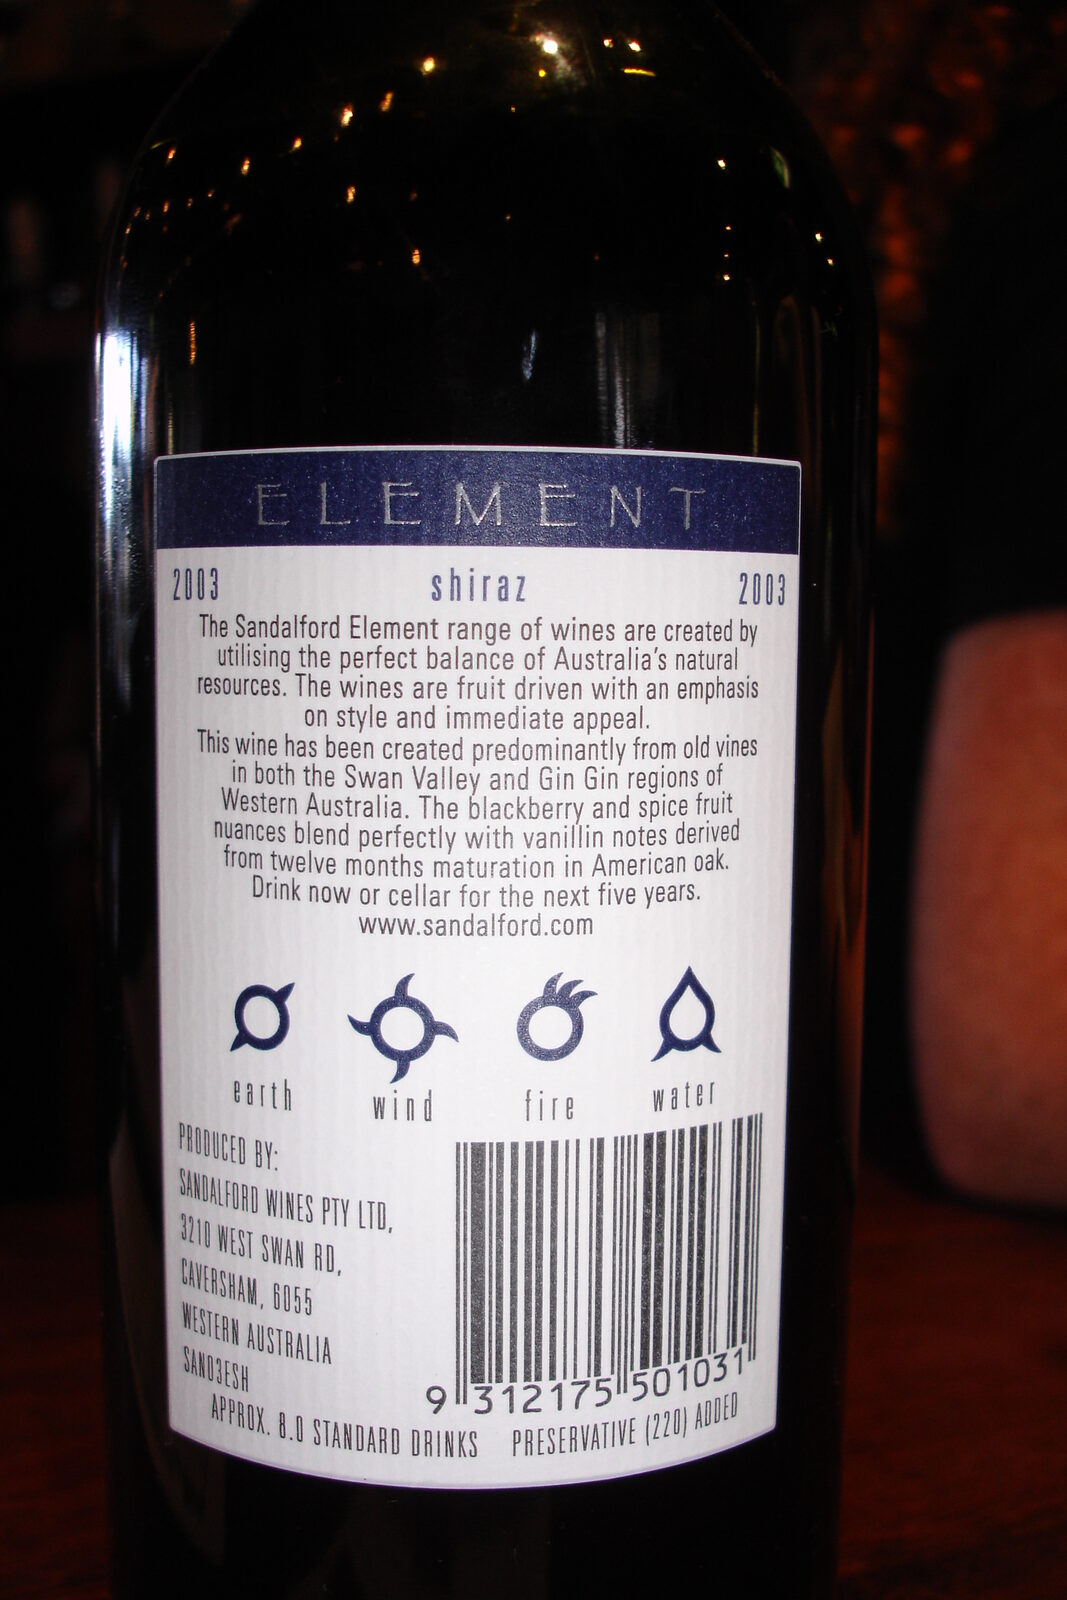 ELEMENT
2003 shiraz 2003
The Sandalford Element range of wines are created by
utilising the perfect balance of Australia's natural
resources. The wines are fruit driven with an emphasis
on style and immediate appeal.
This wine has been created predominantly from old vines
in both the Swan Valley and Gin Gin regions of
Western Australia. The blackberry and spice fruit
nuances blend perfectly with vanillin notes derived
from twelve months maturation in American oak.
Drink now or cellar for the next five years.
www.sandalford.com
earth wind fire water
PRODUCED BY:
SANDALFORD WINES PTY LTD,
3210 WEST SWAN RD,
CAVERSHAM, 6055
WESTERN AUSTRALIA
SAND3ESH
9 312175 501031
APPROX. 8.0 STANDARD DRINKS PRESERVATIVE (220) ADDED